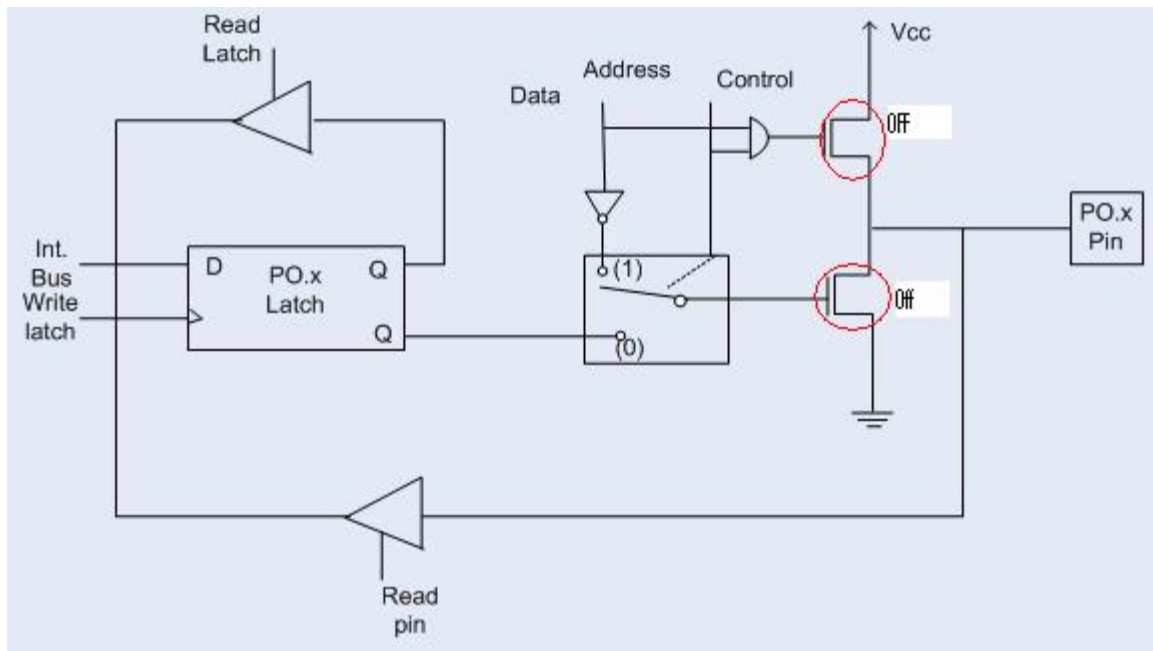 Read
Latch
Address
Data
Control
Vcc
Off
PO.x
Pin
Int.
Bus
Write
latch
D
PO.x
Latch
Q
Q
(1)
(0)
Off
Read
pin